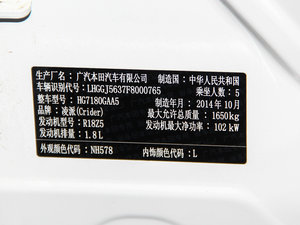 生产厂名：广汽本田汽车有限公司 制造国：中华人民共和国
车辆识别代号：LHGGJ5637F8000765 乘坐人数：5
整车型号：HG7180GAA5 制造年月：2014年10月
品牌：凌派(Crider) 最大允许总质量：1650kg
发动机型号：R18Z5 发动机最大净功率：102kW
发动机排量：1.8L
外观颜色代码：NH578 内饰颜色代码：L